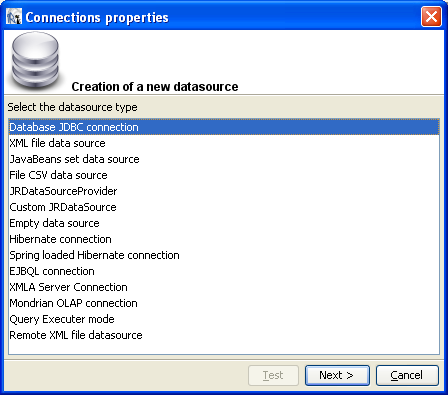 Connections properties
Creation of a new datasource
Select the datasource type
Database JDBC connection
XML file data source
JavaBeans set data source
File CSV data source
JRDataSourceProvider
Custom JRDataSource
Empty data source
Hibernate connection
Spring loaded Hibernate connection
EJBQL connection
XMLA Server Connection
Mondrian OLAP connection
Query Executer mode
Remote XML file datasource
Test Next > Cancel